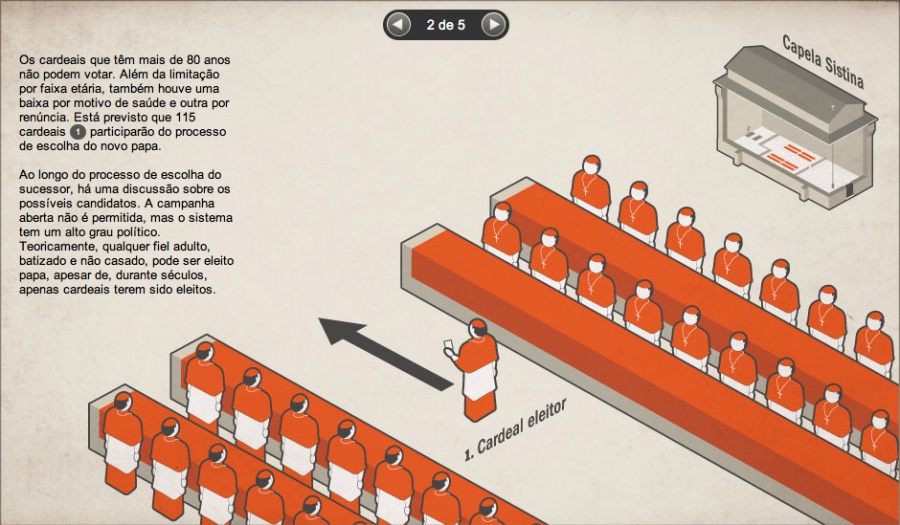 2 de 5
Os cardeais que têm mais de 80 anos
não podem votar. Além da limitação
por faixa etária, também houve uma
baixa por motivo de saúde e outra por
renúncia. Está previsto que 115
cardeais 1 participarão do processo
de escolha do novo papa.
Ao longo do processo de escolha do
sucessor, há uma discussão sobre os
possíveis candidatos. A campanha
aberta não é permitida, mas o sistema
tem um alto grau político.
Teoricamente, qualquer fiel adulto,
batizado e não casado, pode ser eleito
papa, apesar de, durante séculos,
apenas cardeais terem sido eleitos.
Capela Sistina
1. Cardeal eleitor